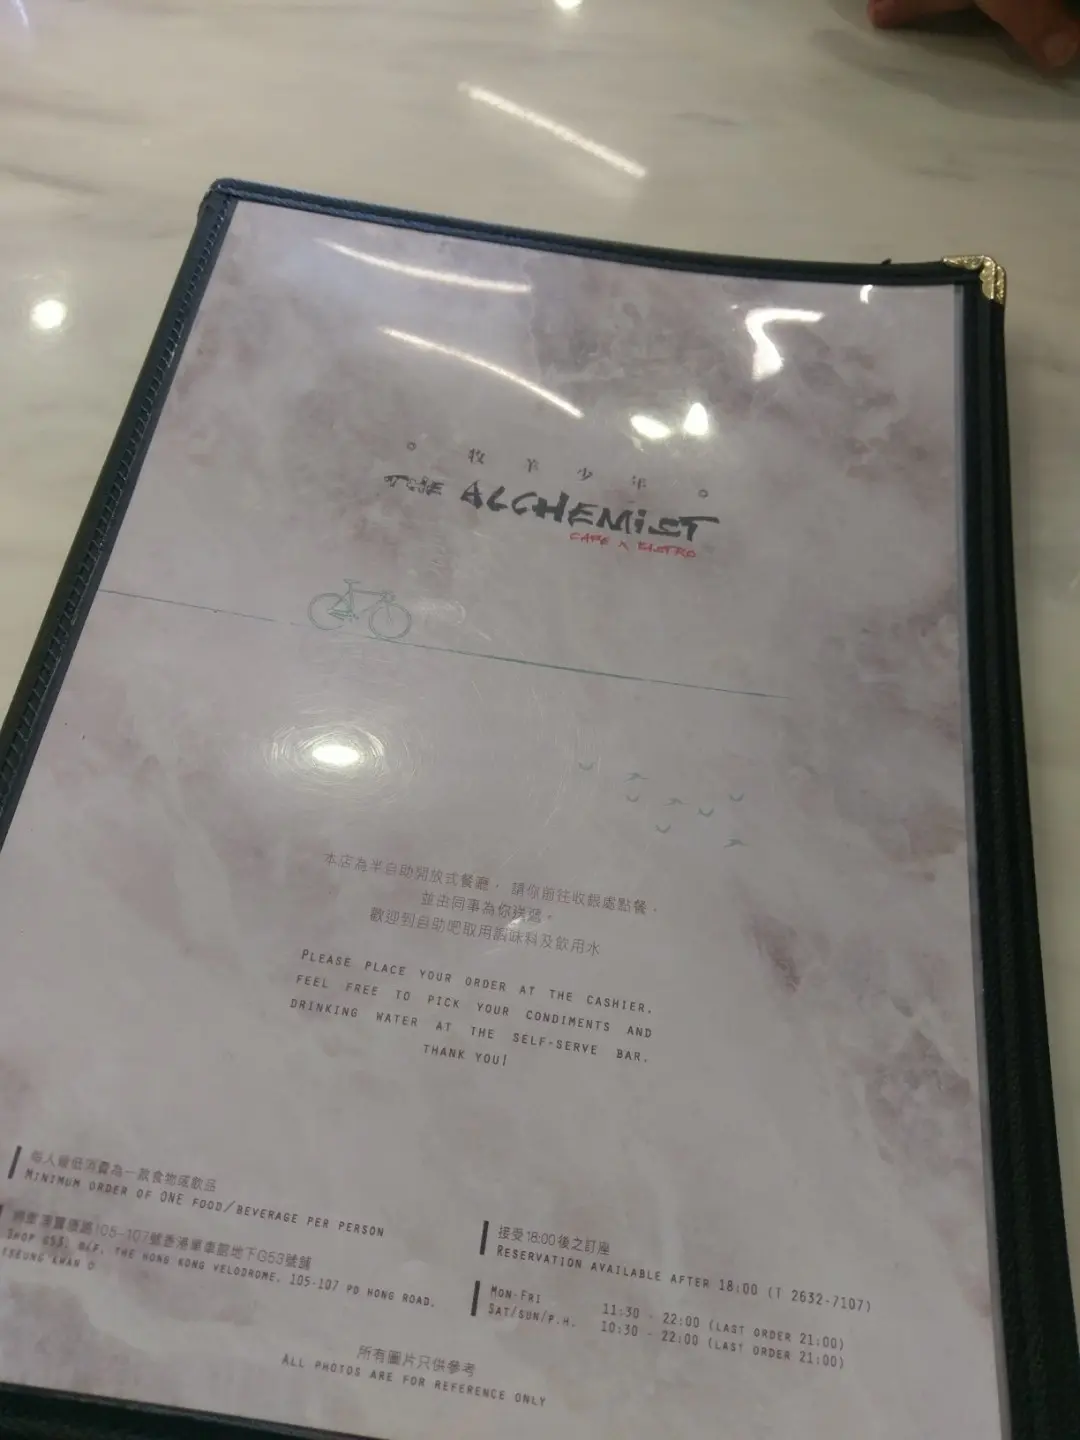 牧羊少年
THE ALCHEMIST
CAFE X BISTRO
本店為半自助開放式餐廳，請你前往收銀處點餐，
並由同事為你送遞。
歡迎到自助吧取用調味料及飲用水
PLEASE PLACE YOUR ORDER AT THE CASHIER.
FEEL FREE TO PICK YOUR CONDIMENTS AND
DRINKING WATER AT THE SELF-SERVE BAR.
THANK YOU!
每人最低消費為一款食物或飲品
MINIMUM ORDER OF ONE FOOD/BEVERAGE PER PERSON
將軍澳寶康路105-107號香港單車館地下G53號舖
SHOP G53, G/F, THE HONG KONG VELODROME, 105-107 PO HONG ROAD,
TSEUNG KWAN O
接受18:00後之訂座
RESERVATION AVAILABLE AFTER 18:00 (T 2632-7107)
MON-FRI 11:30 - 22:00 (LAST ORDER 21:00)
SAT/SUN/P.H. 10:30 - 22:00 (LAST ORDER 21:00)
所有圖片只供參考
ALL PHOTOS ARE FOR REFERENCE ONLY